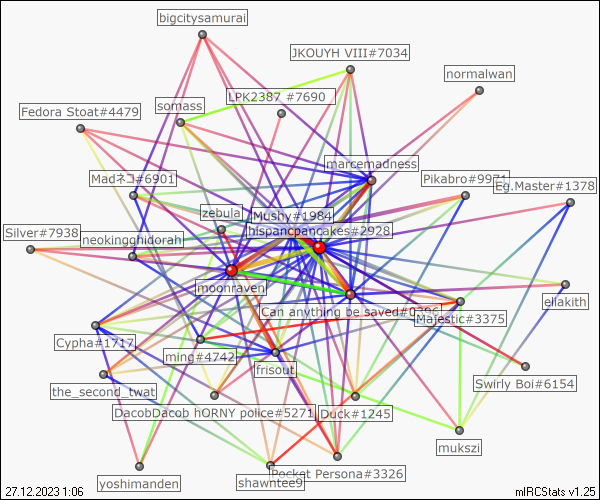 bigcitysamurai
JKOUYH VIII#7034
normalwan
LPK2387 #7690
somass
Fedora Stoat#4479
marcemadness
Madネコ#6901
Pikabro#9971
Eg.Master#1378
zebula
Mushy#1984
hispanicpancakes#2928
Silver#7938
neokingghidorah
moonraven
ellakith
Can anything be saved#0396
Majestic#3375
Cypha#1717
ming#4742
frisout
Swirly Boi#6154
the_second_twat
DacobDacob hORNY police#5271
Duck#1245
mukszi
Pocket Persona#3326
shawntee9
yoshimanden
27.12.2023 1:06
mIRCStats v1.25